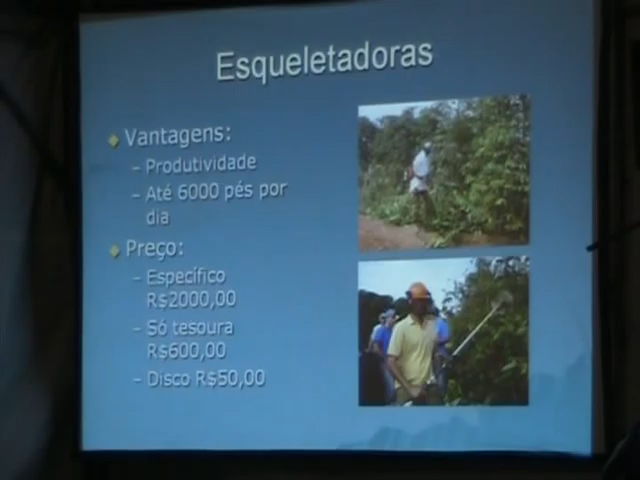 Esqueletadoras
Vantagens:
– Produtividade
– Até 6000 pés por
dia
Preço:
– Específico
R$2000,00
– Só tesoura
R$600,00
– Disco R$50,00